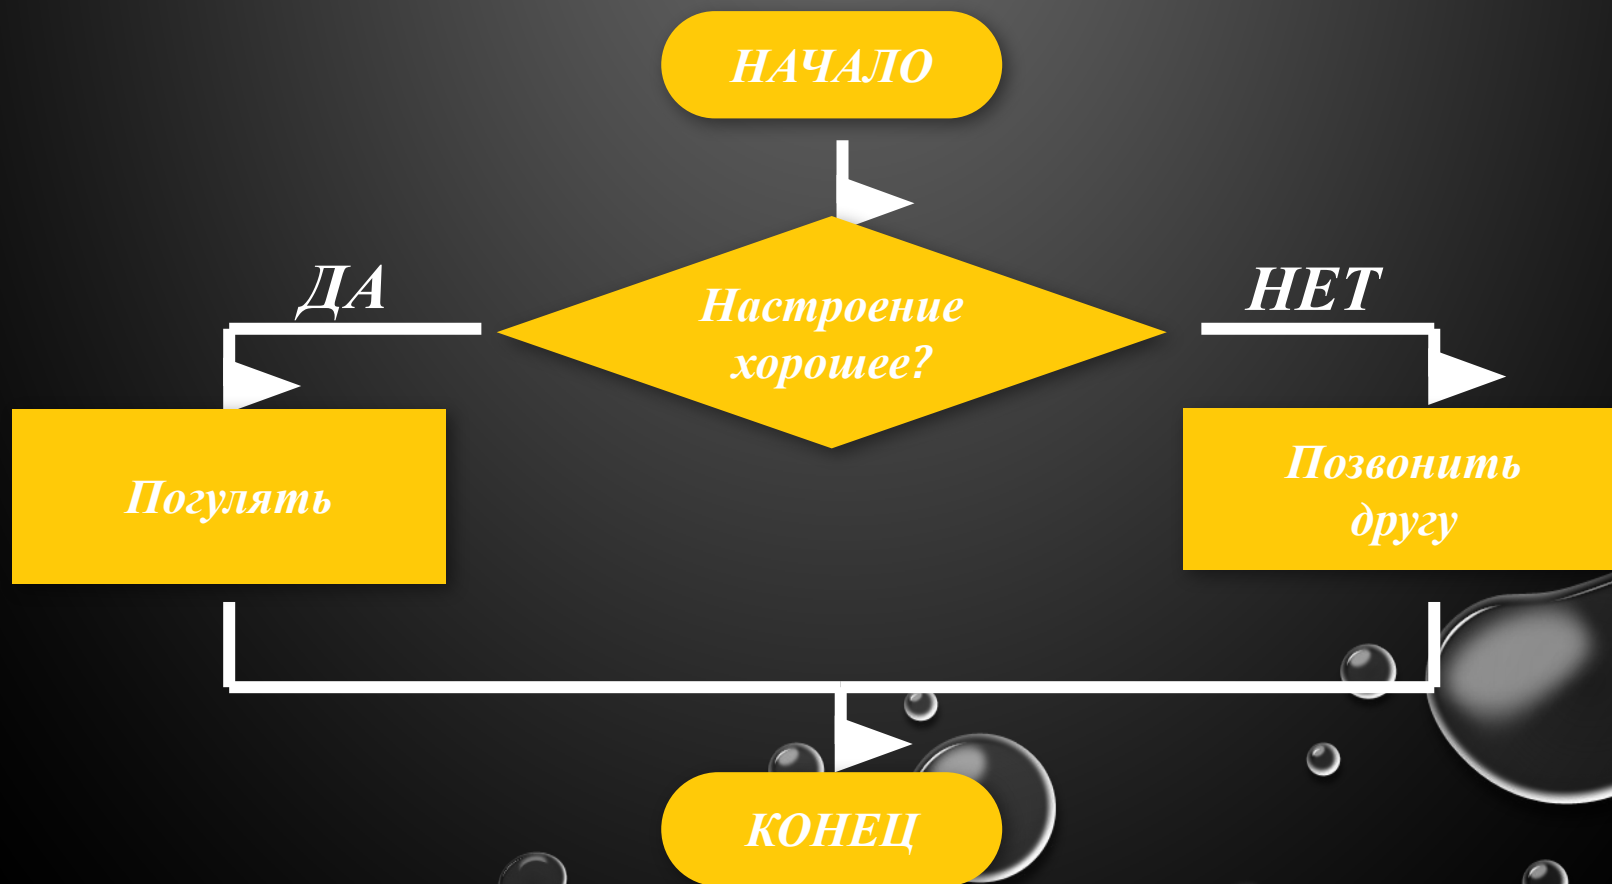 НАЧАЛО
ДА
НЕТ
Настроение
хорошее?
Погулять
Позвонить
другу
КОНЕЦ